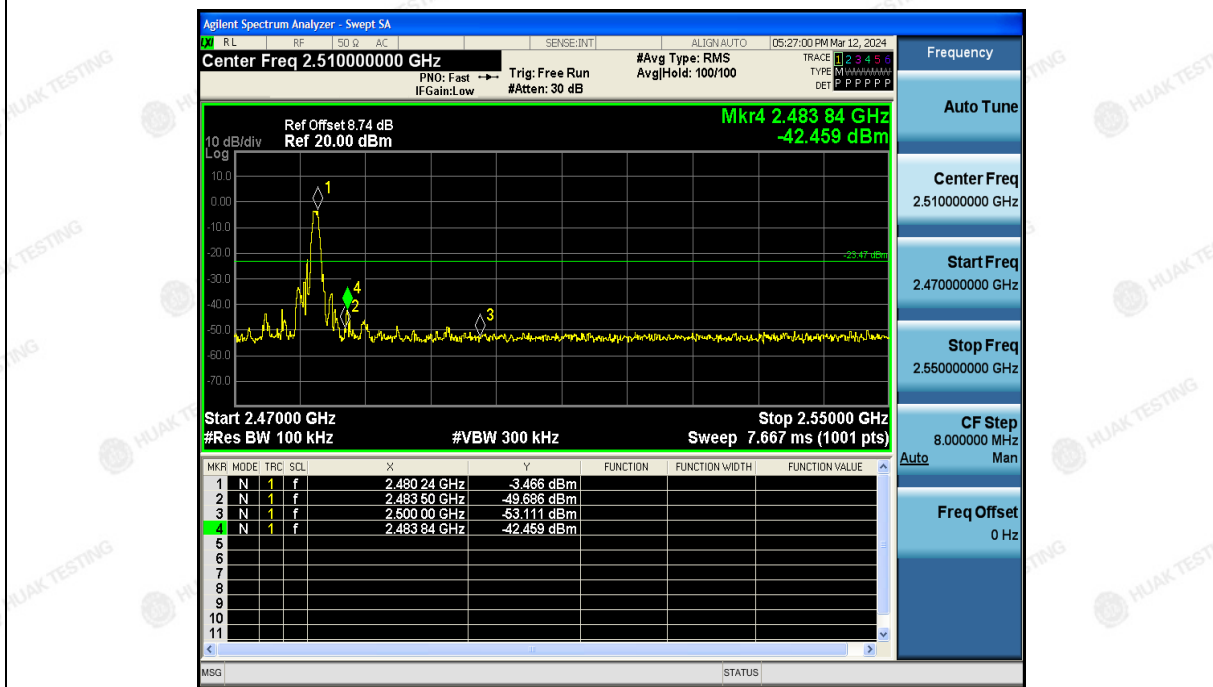 Agilent Spectrum Analyzer - Swept SA
RL RF 50 Ω AC SENSE:INT ALIGN AUTO 05:27:00 PM Mar 12, 2024
Center Freq 2.510000000 GHz
PNO: Fast
IFGain:Low
Trig: Free Run
#Atten: 30 dB
#Avg Type: RMS
Avg|Hold: 100/100
TRACE 1 2 3 4 5 6
TYPE M WWWWW
DET P P P P P P
Mkr4 2.483 84 GHz
-42.459 dBm
Ref Offset 8.74 dB
10 dB/div Ref 20.00 dBm
Log
10.0
0.00
-10.0
-20.0
-30.0
-40.0
-50.0
-60.0
-70.0
1
4
2
3
-23.47 dBm
Start 2.47000 GHz Stop 2.55000 GHz
#Res BW 100 kHz #VBW 300 kHz Sweep 7.667 ms (1001 pts)
MKR MODE TRC SCL X Y FUNCTION FUNCTION WIDTH FUNCTION VALUE
1 N 1 f 2.480 24 GHz -3.466 dBm
2 N 1 f 2.483 50 GHz -49.686 dBm
3 N 1 f 2.500 00 GHz -53.111 dBm
4 N 1 f 2.483 84 GHz -42.459 dBm
5
6
7
8
9
10
11
MSG STATUS
Frequency
Auto Tune
Center Freq
2.510000000 GHz
Start Freq
2.470000000 GHz
Stop Freq
2.550000000 GHz
CF Step
8.000000 MHz
Auto Man
Freq Offset
0 Hz
HUAK TESTING